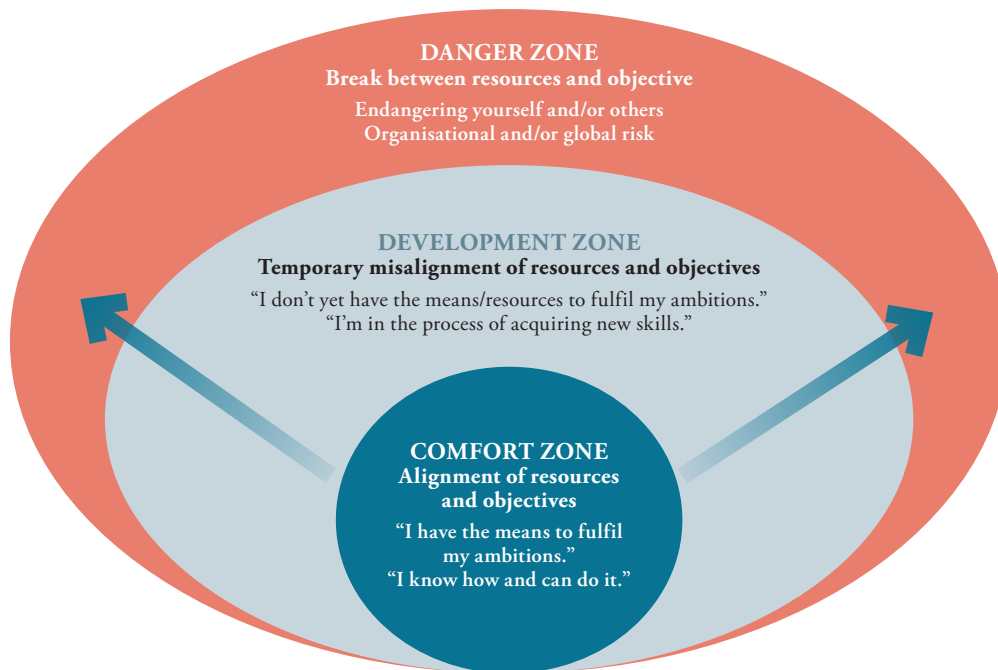 DANGER ZONE
Break between resources and objective
Endangering yourself and/or others
Organisational and/or global risk
DEVELOPMENT ZONE
Temporary misalignment of resources and objectives
“I don’t yet have the means/resources to fulfil my ambitions.”
“I’m in the process of acquiring new skills.”
COMFORT ZONE
Alignment of resources
and objectives
“I have the means to fulfil
my ambitions.”
“I know how and can do it.”